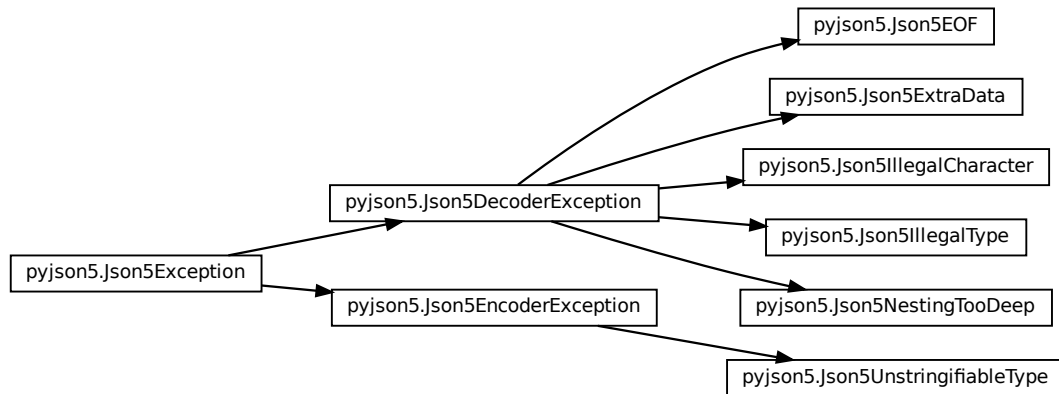 pyjson5.Json5EOF
pyjson5.Json5ExtraData
pyjson5.Json5IllegalCharacter
pyjson5.Json5DecoderException
pyjson5.Json5IllegalType
pyjson5.Json5Exception
pyjson5.Json5EncoderException
pyjson5.Json5NestingTooDeep
pyjson5.Json5UnstringifiableType